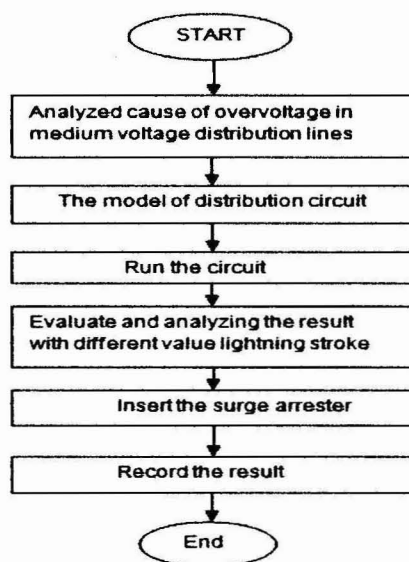 START
Analyzed cause of overvoltage in
medium voltage distribution lines
The model of distribution circuit
Run the circuit
Evaluate and analyzing the result
with different value lightning stroke
Insert the surge arrester
Record the result
End